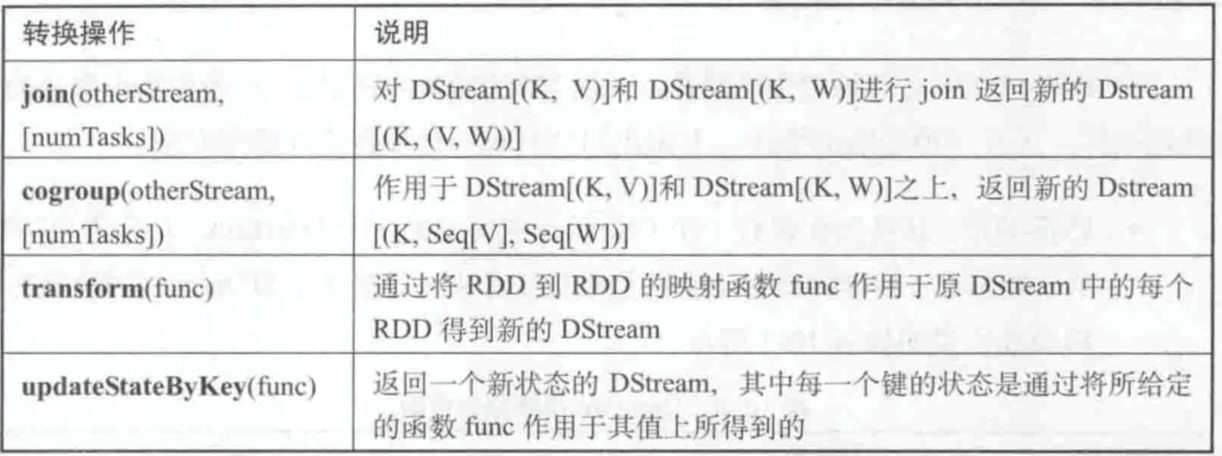 转换操作
说明
join(otherStream,
[numTasks])
对 DStream[(K, V)]和 DStream[(K, W)]进行 join 返回新的 Dstream
[(K, (V, W))]
cogroup(otherStream,
[numTasks])
作用于 DStream[(K, V)]和 DStream[(K, W)]之上，返回新的 Dstream
[(K, Seq[V], Seq[W])]
transform(func)
通过将 RDD 到 RDD 的映射函数 func 作用于原 DStream 中的每个
RDD 得到新的 DStream
updateStateByKey(func)
返回一个新状态的 DStream，其中每一个键的状态是通过将所给定
的函数 func 作用于其值上所得到的